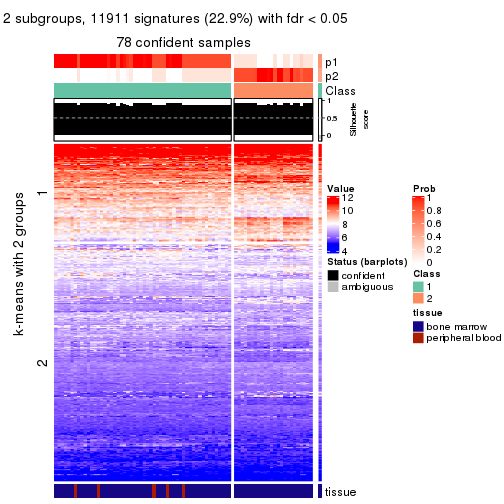 2 subgroups, 11911 signatures (22.9%) with fdr < 0.05
78 confident samples
p1
p2
Class
1
0.5
0
Silhouette
score
k-means with 2 groups
1
2
tissue
Value
12
10
8
6
4
Status (barplots)
confident
ambiguous
Prob
1
0.8
0.6
0.4
0.2
0
Class
1
2
tissue
bone marrow
peripheral blood